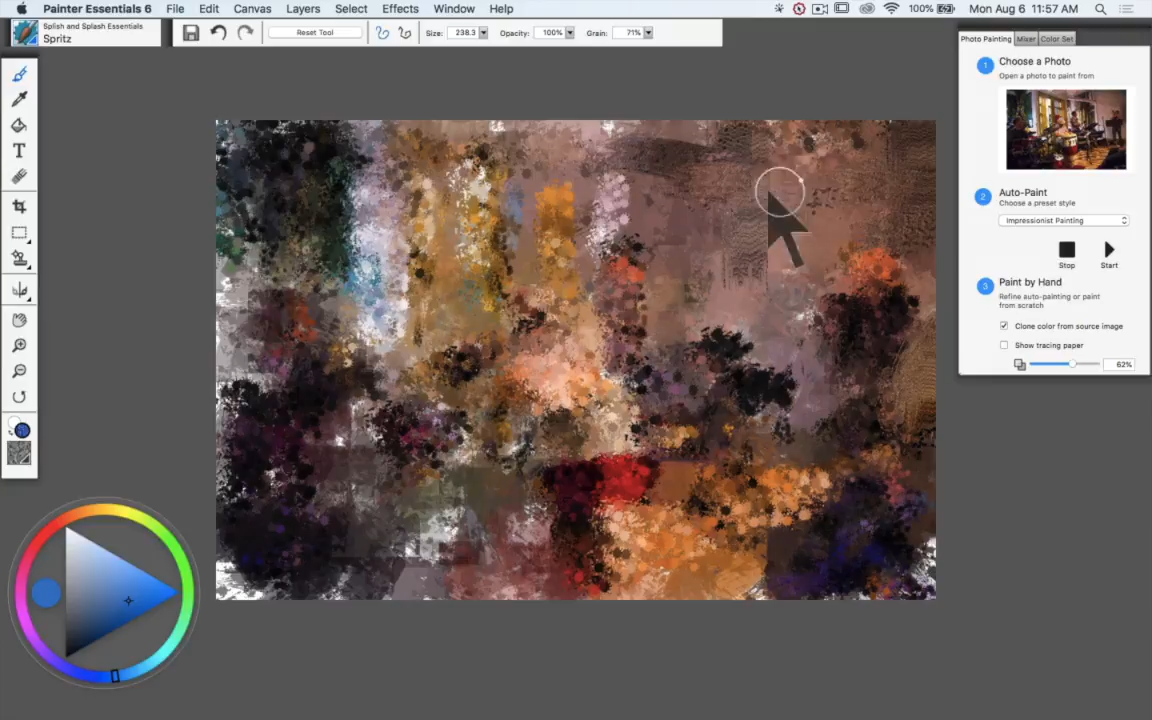 Painter Essentials 6 File Edit Canvas Layers Select Effects Window Help 100% Mon Aug 6 11:57 AM
Splish and Splash Essentials
Spritz
Reset Tool Size: 238.3 Opacity: 100% Grain: 71%
Photo Painting Mixer Color Set
1 Choose a Photo
Open a photo to paint from
2 Auto-Paint
Choose a preset style
Impressionist Painting
Stop Start
3 Paint by Hand
Refine auto-painting or paint
from scratch
Clone color from source image
Show tracing paper
62%
T